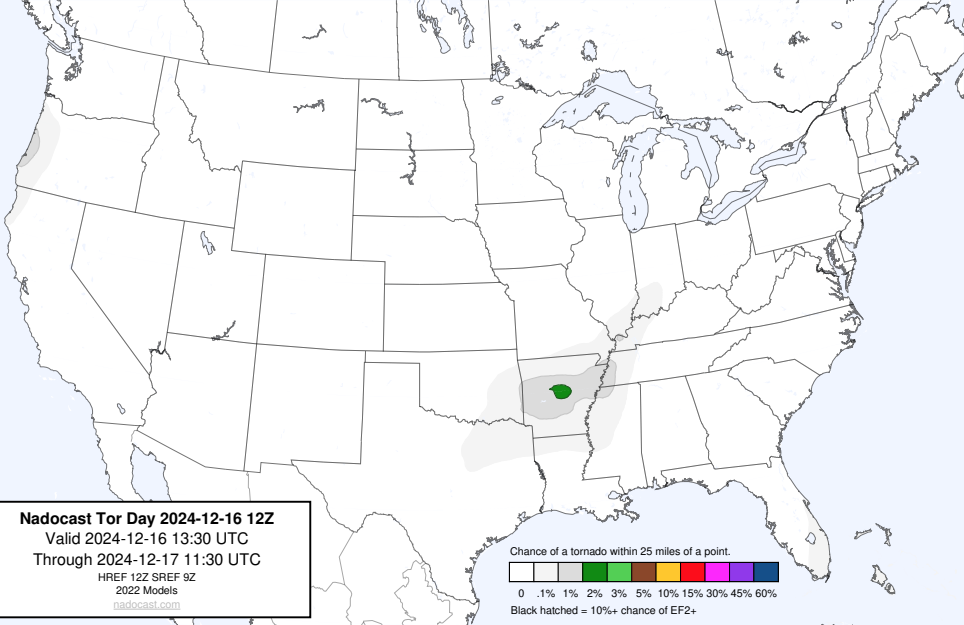 Nadocast Tor Day 2024-12-16 12Z
Valid 2024-12-16 13:30 UTC
Through 2024-12-17 11:30 UTC
HREF 12Z SREF 9Z
2022 Models
nadocast.com
Chance of a tornado within 25 miles of a point.
0 .1% 1% 2% 3% 5% 10% 15% 30% 45% 60%
Black hatched = 10%+ chance of EF2+